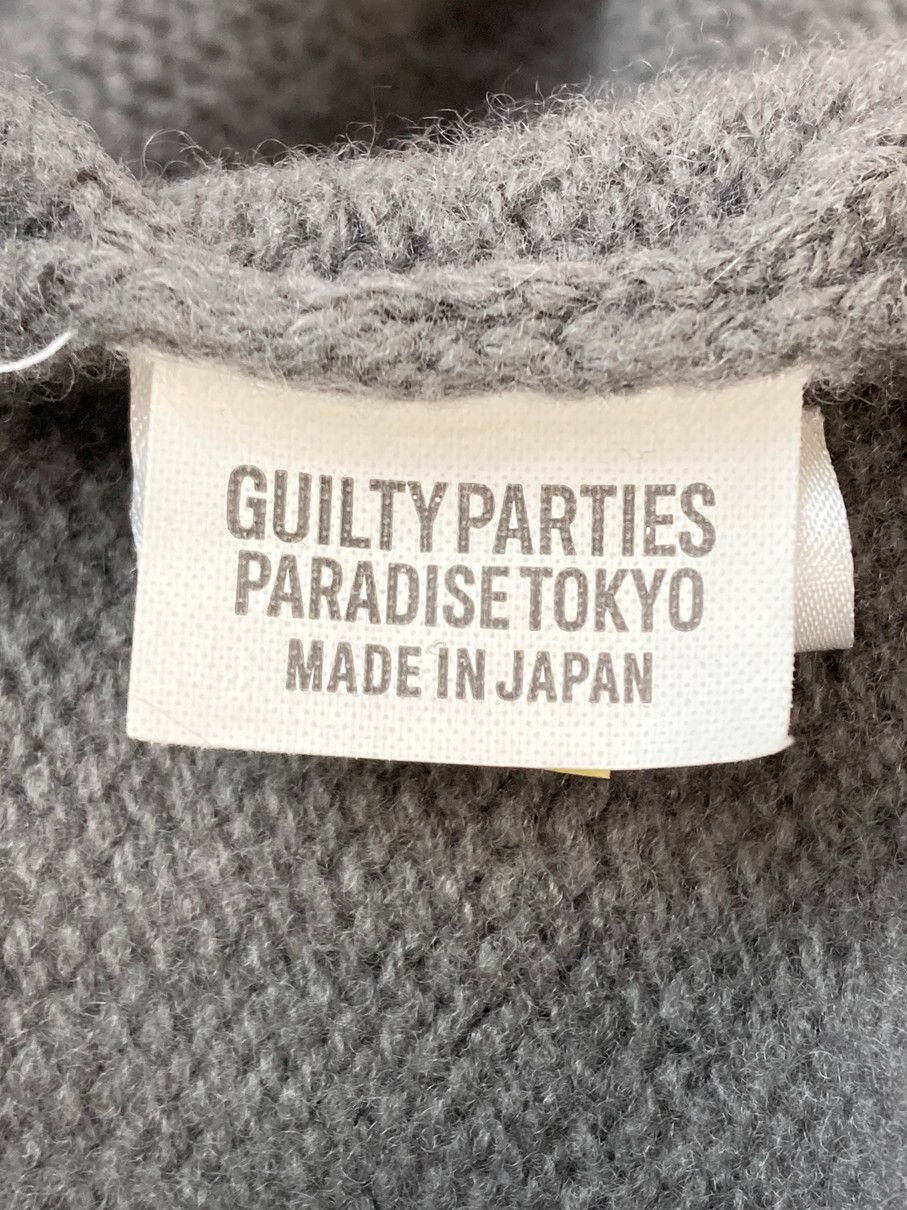 GUILTY PARTIES
PARADISE TOKYO
MADE IN JAPAN